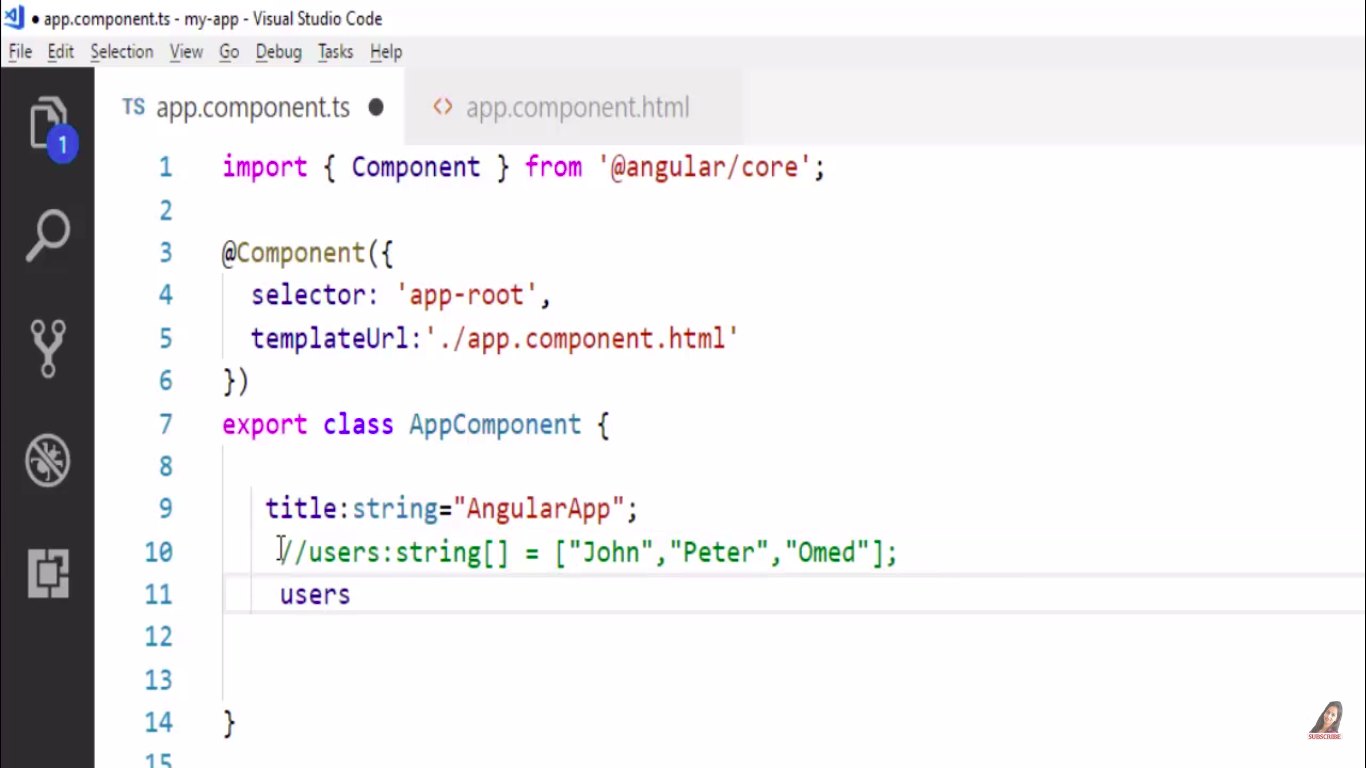 ● app.component.ts - my-app - Visual Studio Code
File Edit Selection View Go Debug Tasks Help
TS app.component.ts ● <> app.component.html
1
1 import { Component } from '@angular/core';
2
3 @Component({
4 selector: 'app-root',
5 templateUrl:'./app.component.html'
6 })
7 export class AppComponent {
8
9 title:string="AngularApp";
10 //users:string[] = ["John","Peter","Omed"];
11 users
12
13
14 }
15
SUBSCRIBE